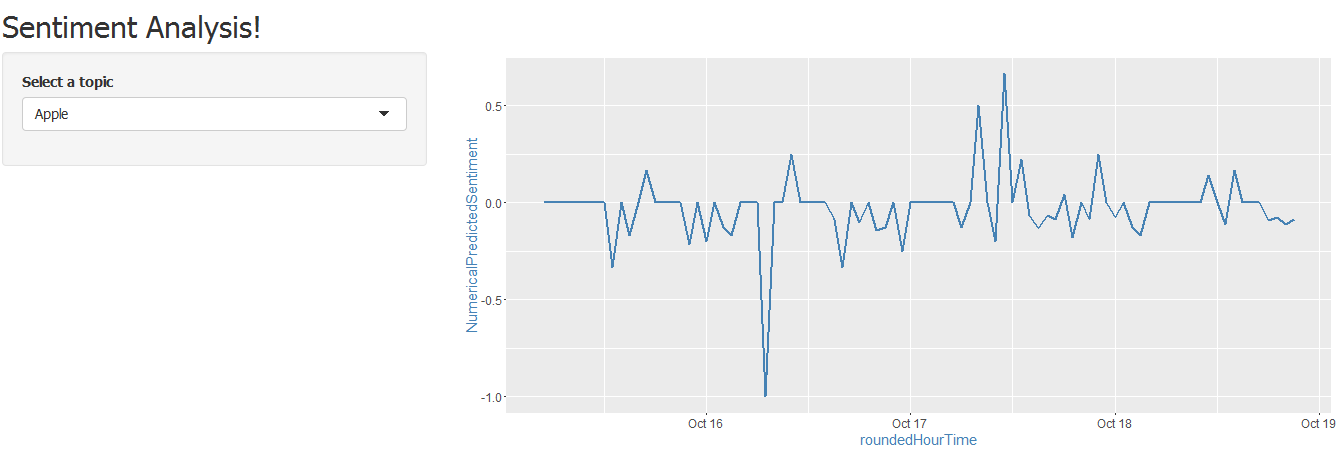 Sentiment Analysis!
Select a topic
Apple
NumericalPredictedSentiment
0.5
0.0
-0.5
-1.0
Oct 16 Oct 17 Oct 18 Oct 19
roundedHourTime